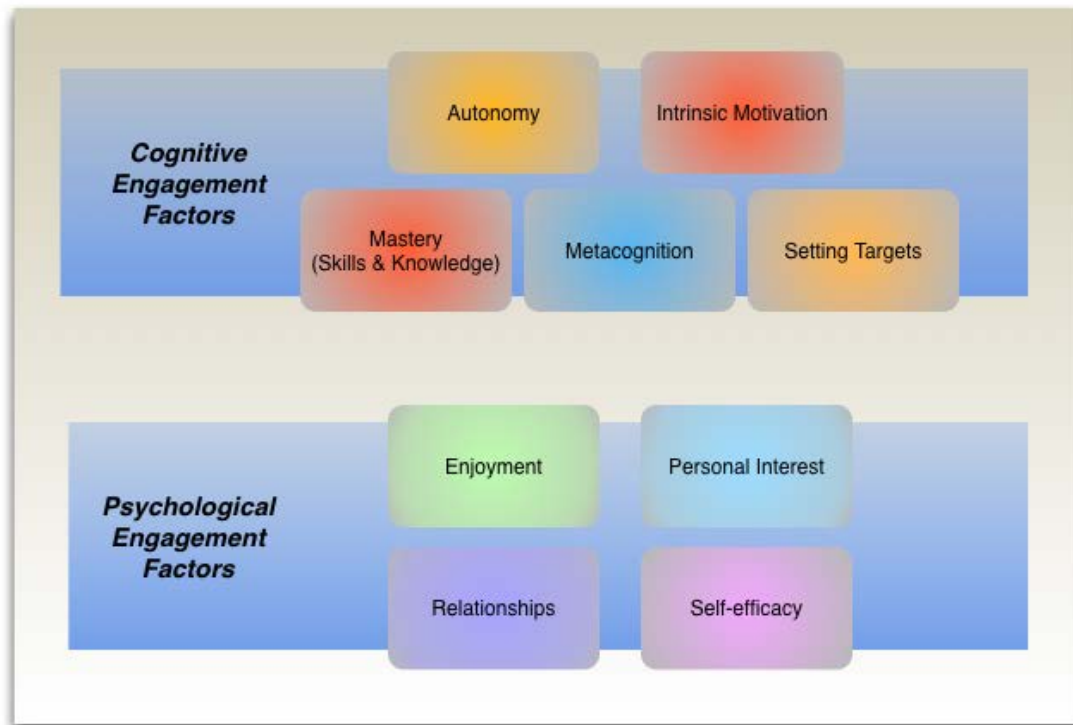 Cognitive
Engagement
Factors
Autonomy
Intrinsic Motivation
Mastery
(Skills & Knowledge)
Metacognition
Setting Targets
Psychological
Engagement
Factors
Enjoyment
Personal Interest
Relationships
Self-efficacy